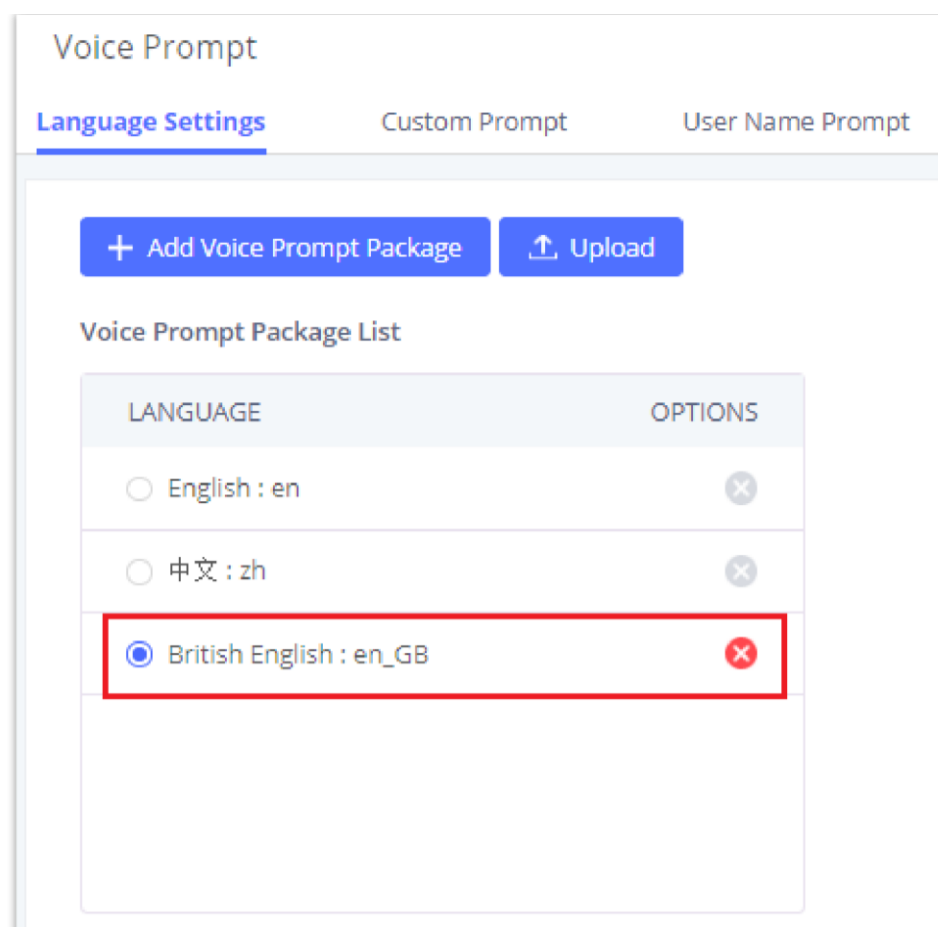 Voice Prompt
Language Settings Custom Prompt User Name Prompt
+ Add Voice Prompt Package Upload
Voice Prompt Package List
LANGUAGE OPTIONS
English : en
中文 : zh
British English : en_GB